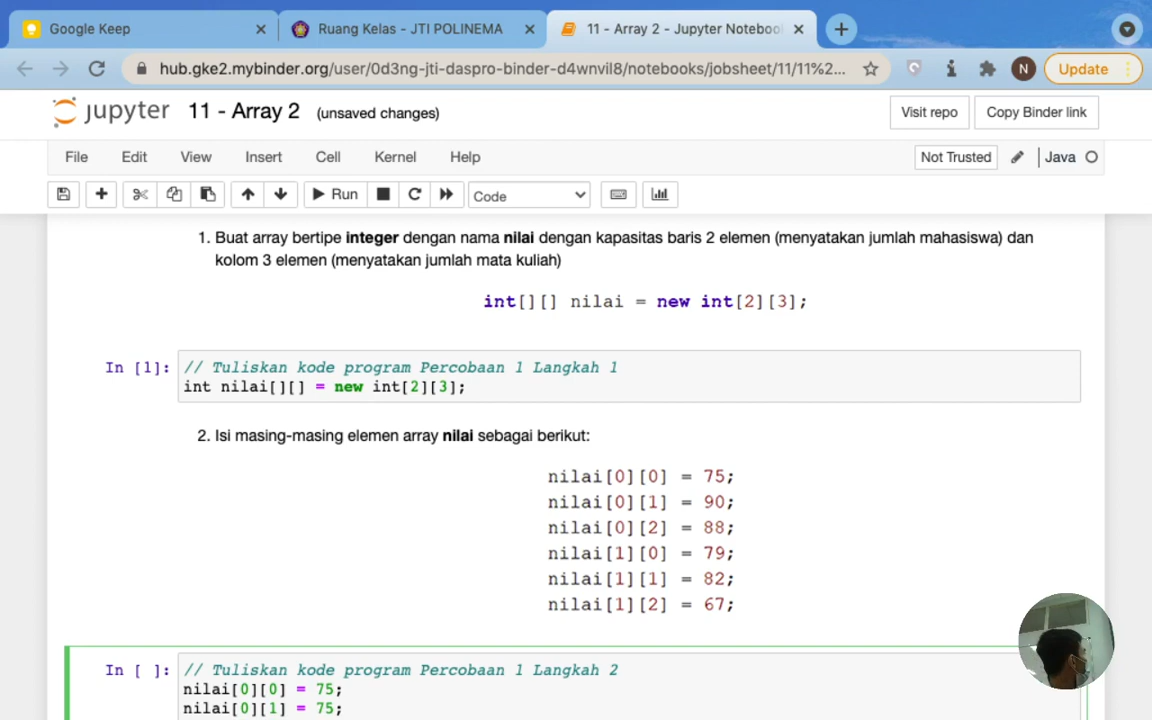 Google Keep
Ruang Kelas - JTI POLINEMA
11 - Array 2 - Jupyter Noteboo
hub.gke2.mybinder.org/user/0d3ng-jti-daspro-binder-d4wnvil8/notebooks/jobsheet/11/11%2...
N
Update
jupyter 11 - Array 2 (unsaved changes)
Visit repo
Copy Binder link
File Edit View Insert Cell Kernel Help
Not Trusted
Java
Run
Code
1. Buat array bertipe integer dengan nama nilai dengan kapasitas baris 2 elemen (menyatakan jumlah mahasiswa) dan
kolom 3 elemen (menyatakan jumlah mata kuliah)
int[][] nilai = new int[2][3];
In [1]: // Tuliskan kode program Percobaan 1 Langkah 1
int nilai[][] = new int[2][3];
2. Isi masing-masing elemen array nilai sebagai berikut:
nilai[0][0] = 75;
nilai[0][1] = 90;
nilai[0][2] = 88;
nilai[1][0] = 79;
nilai[1][1] = 82;
nilai[1][2] = 67;
In [ ]: // Tuliskan kode program Percobaan 1 Langkah 2
nilai[0][0] = 75;
nilai[0][1] = 75;